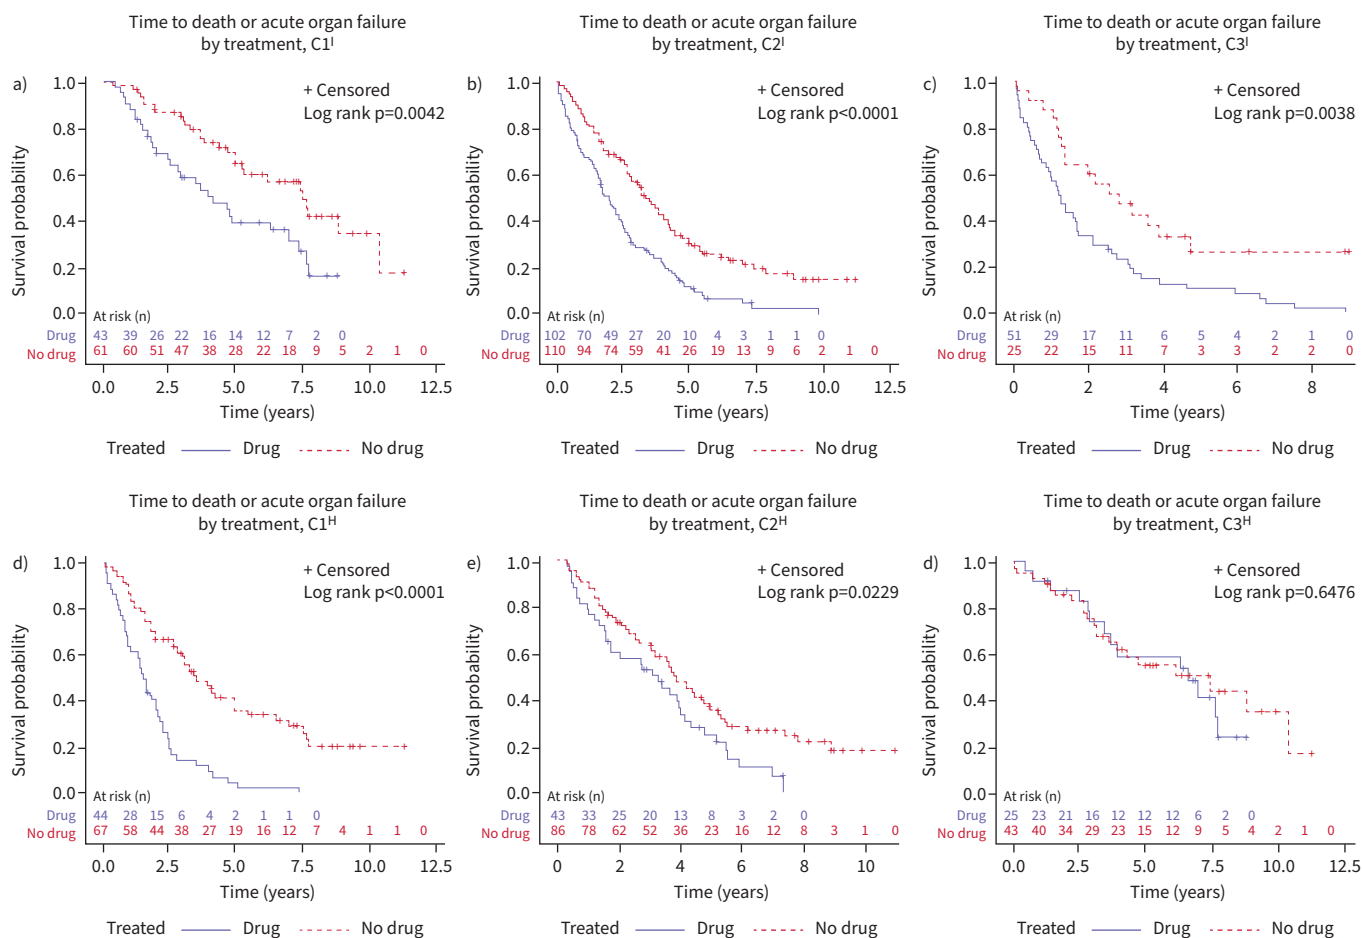 Time to death or acute organ failure
by treatment, C1ᴵ
a)
+ Censored
Log rank p=0.0042
Survival probability
1.0
0.8
0.6
0.4
0.2
0.0
At risk (n)
Drug 43 39 26 22 16 14 12 7 2 0
No drug 61 60 51 47 38 28 22 18 9 5 2 1 0
0.0 2.5 5.0 7.5 10.0 12.5
Time (years)
Treated Drug No drug
Time to death or acute organ failure
by treatment, C2ᴵ
b)
+ Censored
Log rank p<0.0001
Survival probability
1.0
0.8
0.6
0.4
0.2
0.0
At risk (n)
Drug 102 70 49 27 20 10 4 3 1 1 0
No drug 110 94 74 59 41 26 19 13 9 6 2 1 0
0.0 2.5 5.0 7.5 10.0 12.5
Time (years)
Treated Drug No drug
Time to death or acute organ failure
by treatment, C3ᴵ
c)
+ Censored
Log rank p=0.0038
Survival probability
1.0
0.8
0.6
0.4
0.2
0.0
At risk (n)
Drug 51 29 17 11 6 5 4 2 1 0
No drug 25 22 15 11 7 3 3 2 2 0
0 2 4 6 8
Time (years)
Treated Drug No drug
Time to death or acute organ failure
by treatment, C1ᴴ
d)
+ Censored
Log rank p<0.0001
Survival probability
1.0
0.8
0.6
0.4
0.2
0.0
At risk (n)
Drug 44 28 15 6 4 2 1 1 0
No drug 67 58 44 38 27 19 16 12 7 4 1 1 0
0.0 2.5 5.0 7.5 10.0 12.5
Time (years)
Treated Drug No drug
Time to death or acute organ failure
by treatment, C2ᴴ
e)
+ Censored
Log rank p=0.0229
Survival probability
1.0
0.8
0.6
0.4
0.2
0.0
At risk (n)
Drug 43 33 25 20 13 8 3 2 0
No drug 86 78 62 52 36 23 16 12 8 3 1 0
0 2 4 6 8 10
Time (years)
Treated Drug No drug
Time to death or acute organ failure
by treatment, C3ᴴ
d)
+ Censored
Log rank p=0.6476
Survival probability
1.0
0.8
0.6
0.4
0.2
0.0
At risk (n)
Drug 25 23 21 16 12 12 12 6 2 0
No drug 43 40 34 29 23 15 12 9 5 4 2 1 0
0.0 2.5 5.0 7.5 10.0 12.5
Time (years)
Treated Drug No drug